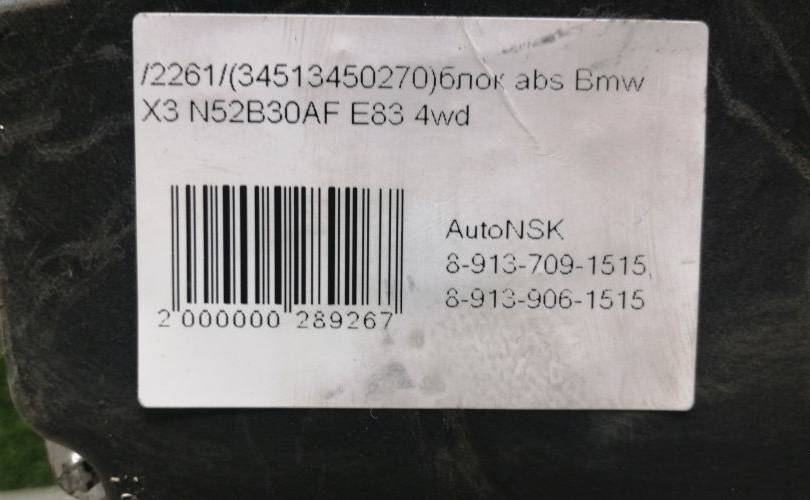 /2261/(34513450270)блок abs Bmw
X3 N52B30AF E83 4wd
AutoNSK
8-913-709-1515,
8-913-906-1515
2 000000 289267